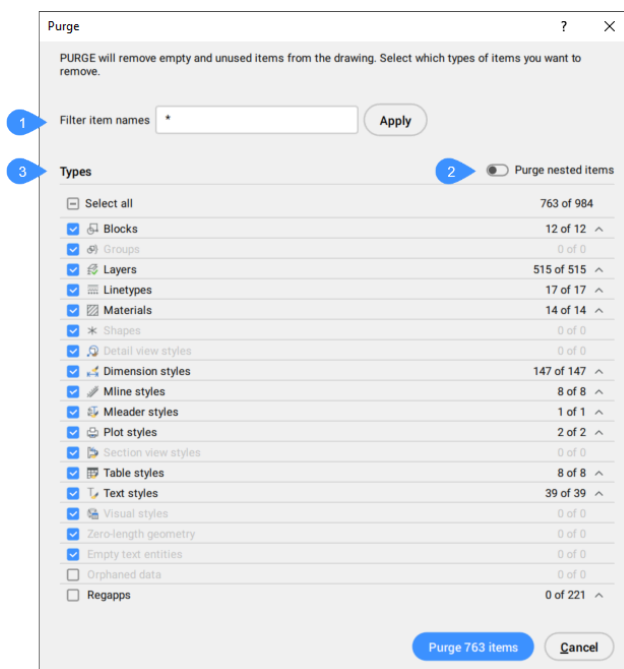 Purge ?
PURGE will remove empty and unused items from the drawing. Select which types of items you want to
remove.
1 Filter item names * Apply
3 Types 2 Purge nested items
Select all 763 of 984
Blocks 12 of 12
Groups 0 of 0
Layers 515 of 515
Linetypes 17 of 17
Materials 14 of 14
Shapes 0 of 0
Detail view styles 0 of 0
Dimension styles 147 of 147
Mline styles 8 of 8
Mleader styles 1 of 1
Plot styles 2 of 2
Section view styles 0 of 0
Table styles 8 of 8
Text styles 39 of 39
Visual styles 0 of 0
Zero-length geometry 0 of 0
Empty text entities 0 of 0
Orphaned data 0 of 0
Regapps 0 of 221
Purge 763 items Cancel